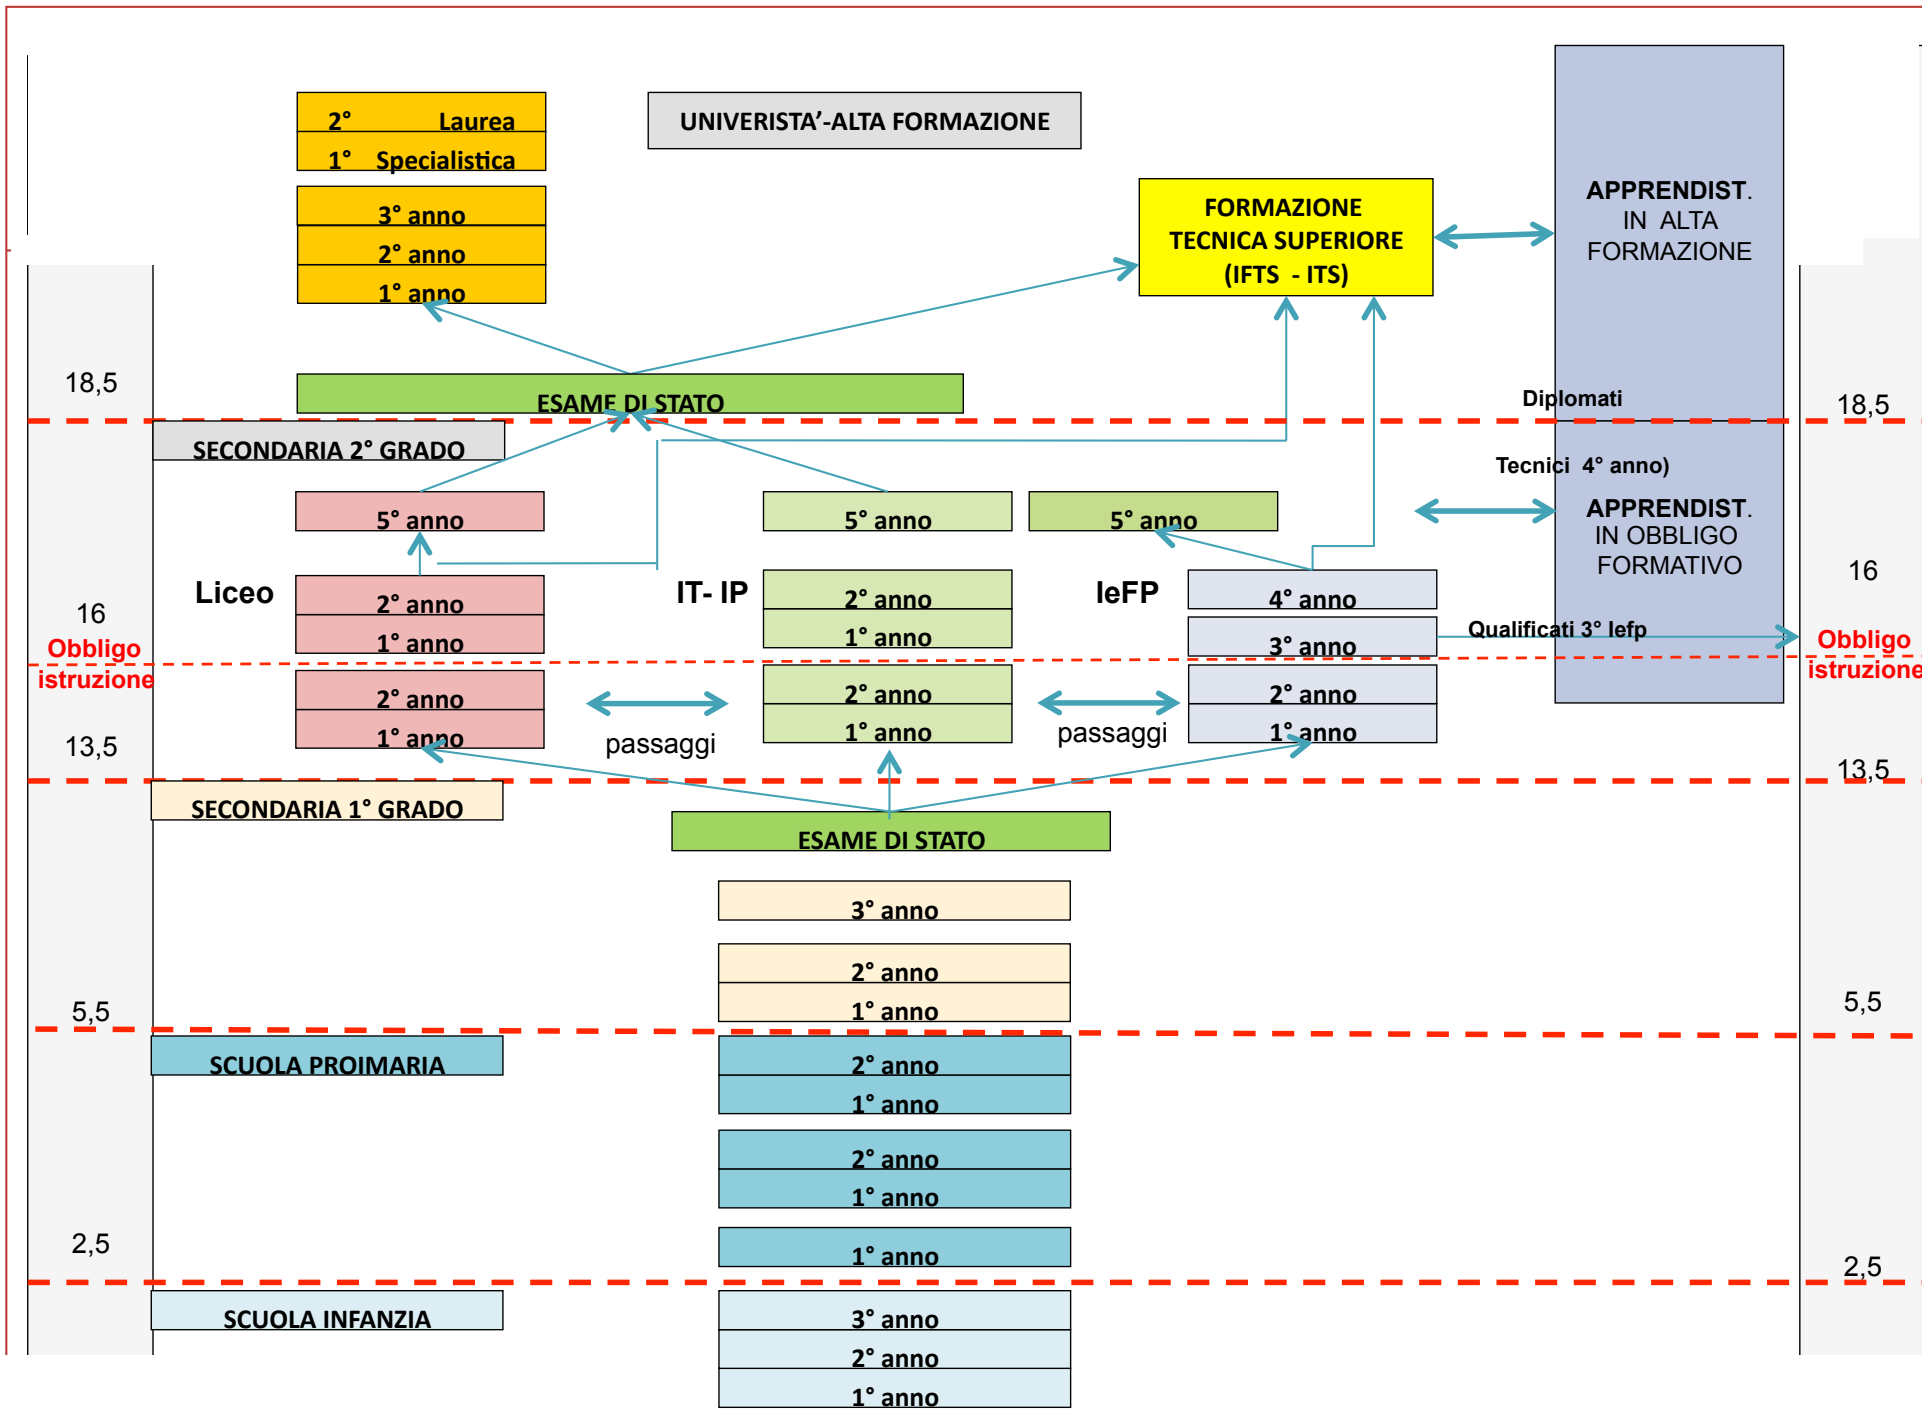 2° Laurea
1° Specialistica
UNIVERISTA'-ALTA FORMAZIONE
3° anno
2° anno
1° anno
FORMAZIONE
TECNICA SUPERIORE
(IFTS - ITS)
APPRENDIST.
IN ALTA
FORMAZIONE
18,5
ESAME DI STATO
Diplomati
18,5
SECONDARIA 2° GRADO
Tecnici 4° anno)
5° anno
5° anno
5° anno
APPRENDIST.
IN OBBLIGO
FORMATIVO
Liceo
2° anno
1° anno
IT- IP
2° anno
1° anno
IeFP
4° anno
3° anno
Qualificati 3° Iefp
16
Obbligo
istruzione
16
Obbligo
istruzione
2° anno
1° anno
passaggi
2° anno
1° anno
passaggi
2° anno
1° anno
13,5
13,5
SECONDARIA 1° GRADO
ESAME DI STATO
3° anno
2° anno
1° anno
5,5
5,5
SCUOLA PROIMARIA
2° anno
1° anno
2° anno
1° anno
1° anno
2,5
2,5
SCUOLA INFANZIA
3° anno
2° anno
1° anno